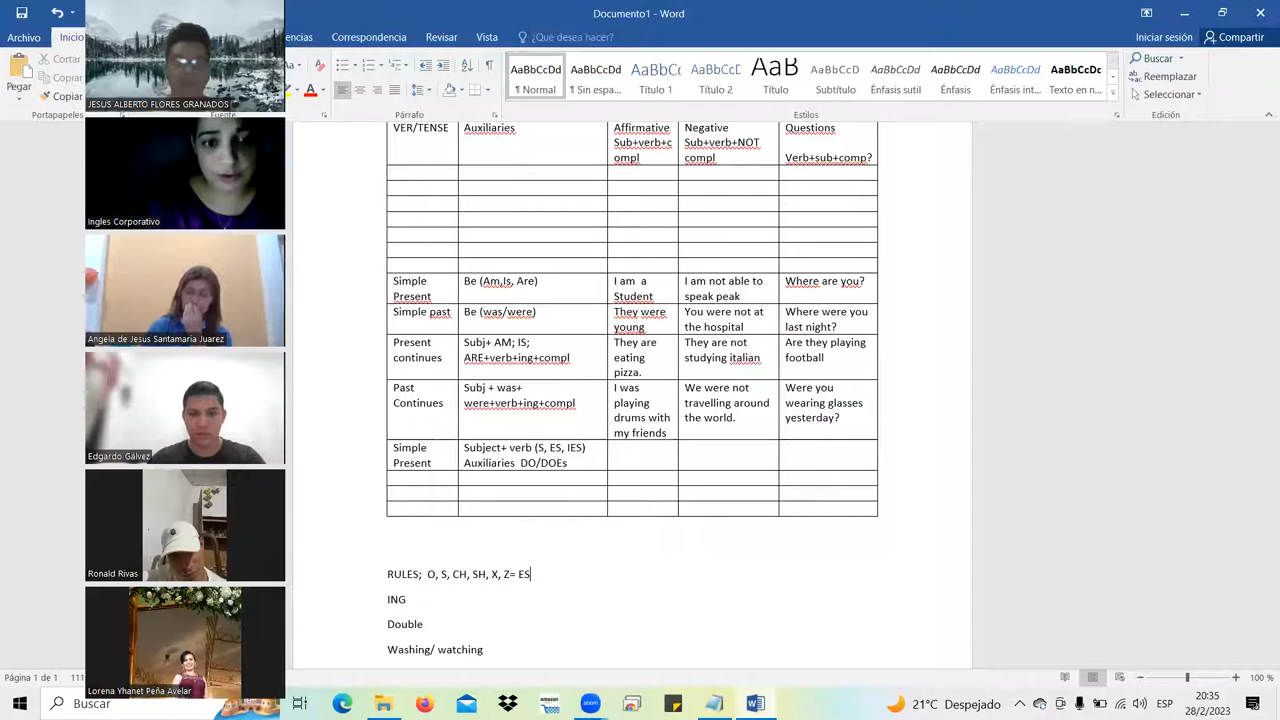 Documento1 - Word
Archivo
encias
Correspondencia
Revisar
Vista
¿Qué desea hacer?
Iniciar sesión
Compartir
Cortar
Copiar
AaBbCcDd AaBbCcDd AaBbCc AaBbCcC AaB AaBbCcD AaBbCcDd AaBbCcDd AaBbCcDd AaBbCcDc
¶ Normal ¶ Sin espa... Título 1 Título 2 Título Subtítulo Énfasis sutil Énfasis Énfasis int... Texto en n...
Buscar
Reemplazar
Seleccionar
Portapapeles
Fuente
Párrafo
Estilos
Edición
JESUS ALBERTO FLORES GRANADOS
Ingles Corporativo
Angela de Jesus Santamaria Juarez
Edgardo Gálvez
Ronald Rivas
Lorena Yhanet Peña Avelar
VER/TENSE
Auxiliaries
Affirmative
Sub+verb+c
ompl
Negative
Sub+verb+NOT
compl
Questions
Verb+sub+comp?
Simple
Present
Be (Am,Is, Are)
I am a
Student
I am not able to
speak peak
Where are you?
Simple past
Be (was/were)
They were
young
You were not at
the hospital
Where were you
last night?
Present
continues
Subj+ AM; IS;
ARE+verb+ing+compl
They are
eating
pizza.
They are not
studying italian
Are they playing
football
Past
Continues
Subj + was+
were+verb+ing+compl
I was
playing
drums with
my friends
We were not
travelling around
the world.
Were you
wearing glasses
yesterday?
Simple
Present
Subject+ verb (S, ES, IES)
Auxiliaries DO/DOEs
RULES; O, S, CH, SH, X, Z= ES
ING
Double
Washing/ watching
Página 1 de 1
100 %
Buscar
amazon
zoom
21°C Despejado
ESP
20:35
28/2/2023